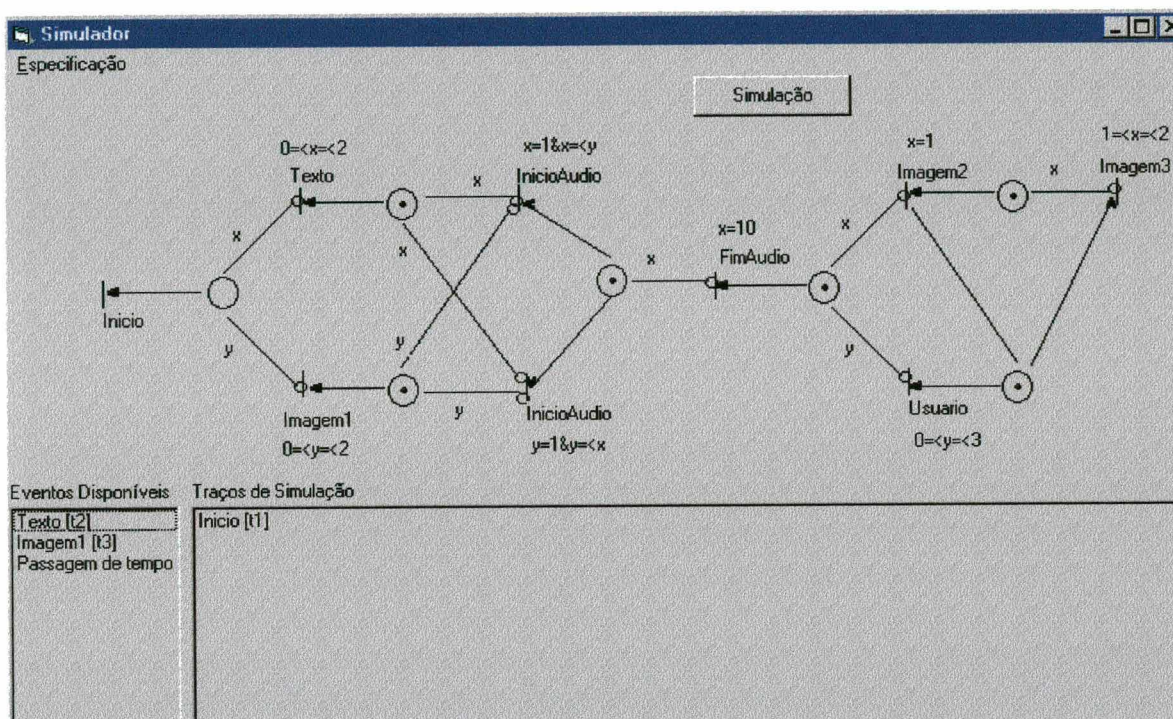 Simulador
Especificação
Simulação
0=<x=<2
Texto
x=1&x=<y
InicioAudio
x=1
Imagem2
1=<x=<2
Imagem3
x
x
x
x
x
x=10
FimAudio
x
Inicio
y
y
y
y
Imagem1
0=<y=<2
InicioAudio
y=1&y=<x
Usuario
0=<y=<3
Eventos Disponíveis
Traços de Simulação
Texto [t2]
Inicio [t1]
Imagem1 [t3]
Passagem de tempo